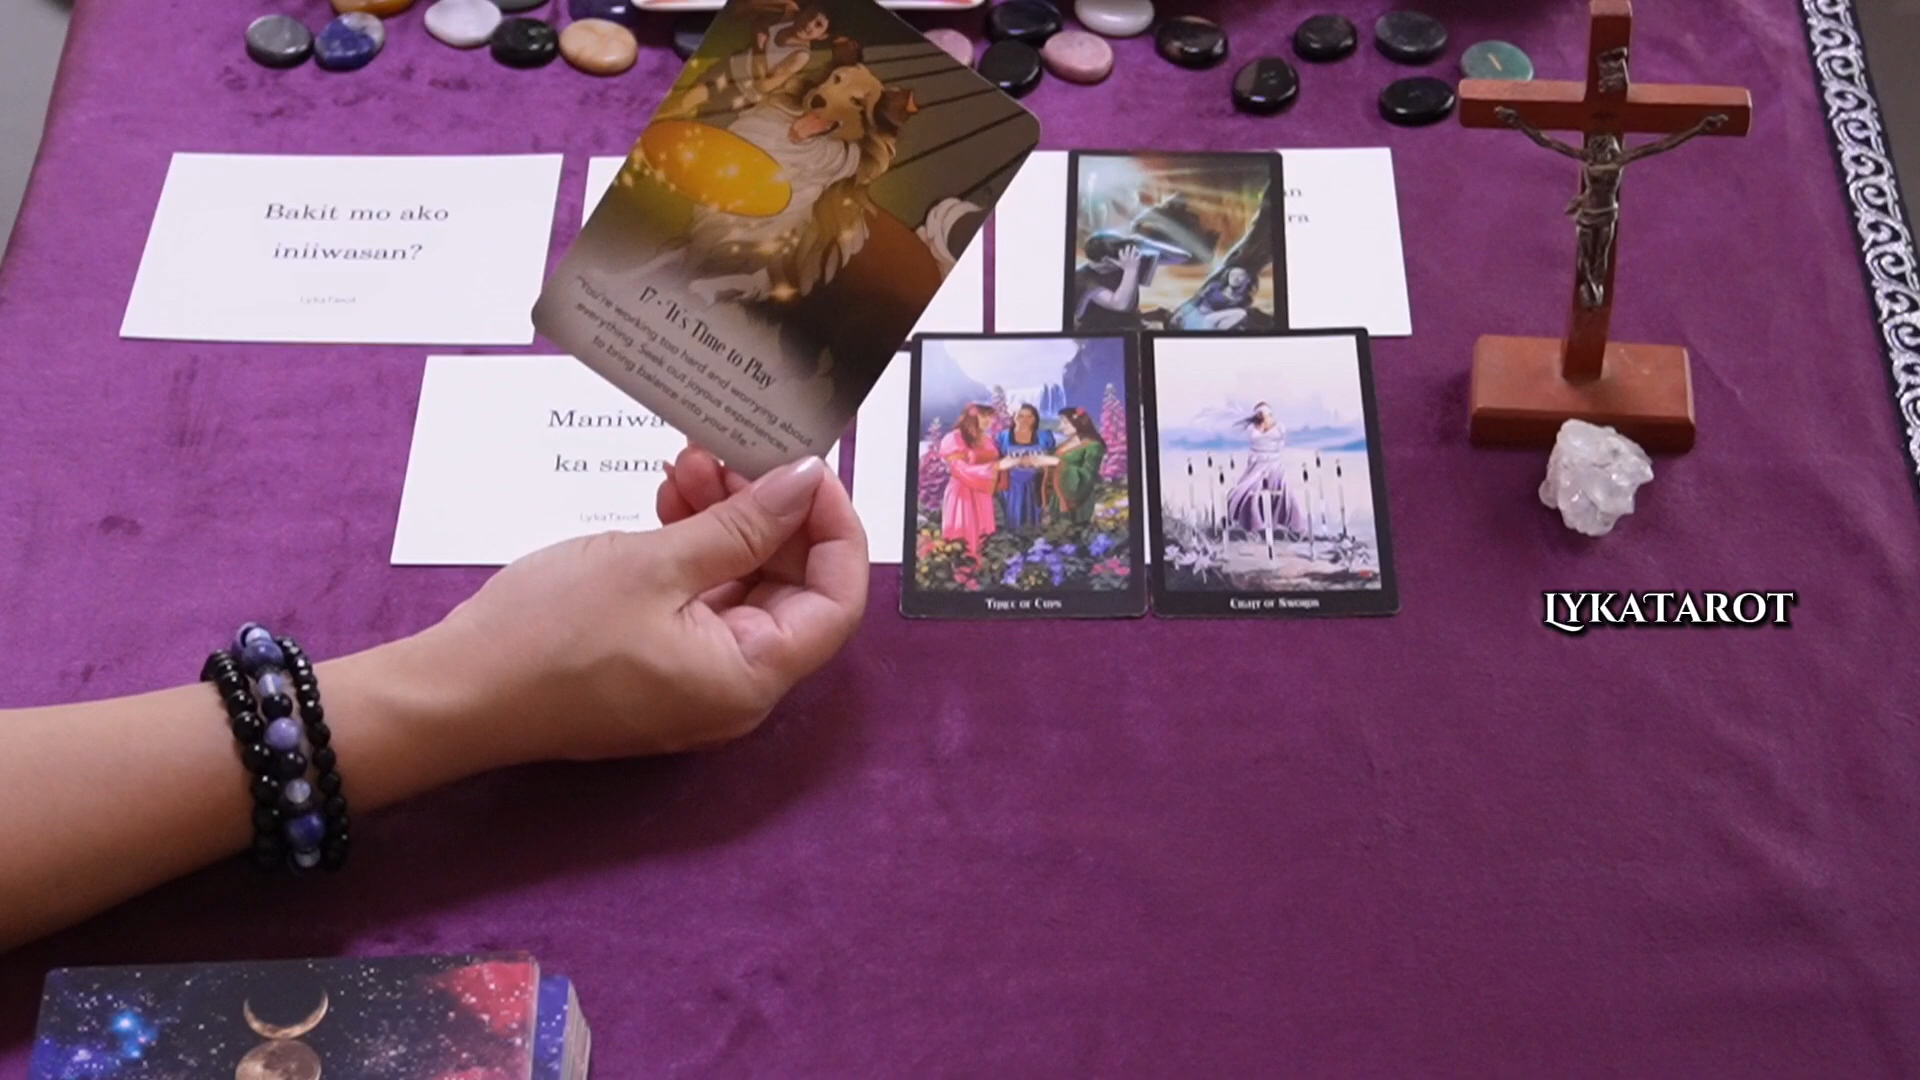 Bakit mo ako
iniiwasan?
LykaTarot
17 • It's Time to Play
"You're working too hard and worrying about
everything. Seek out joyous experiences
to bring balance into your life."
Maniwa
ka sana
LykaTarot
Three of Cups
Eight of Swords
LYKATAROT